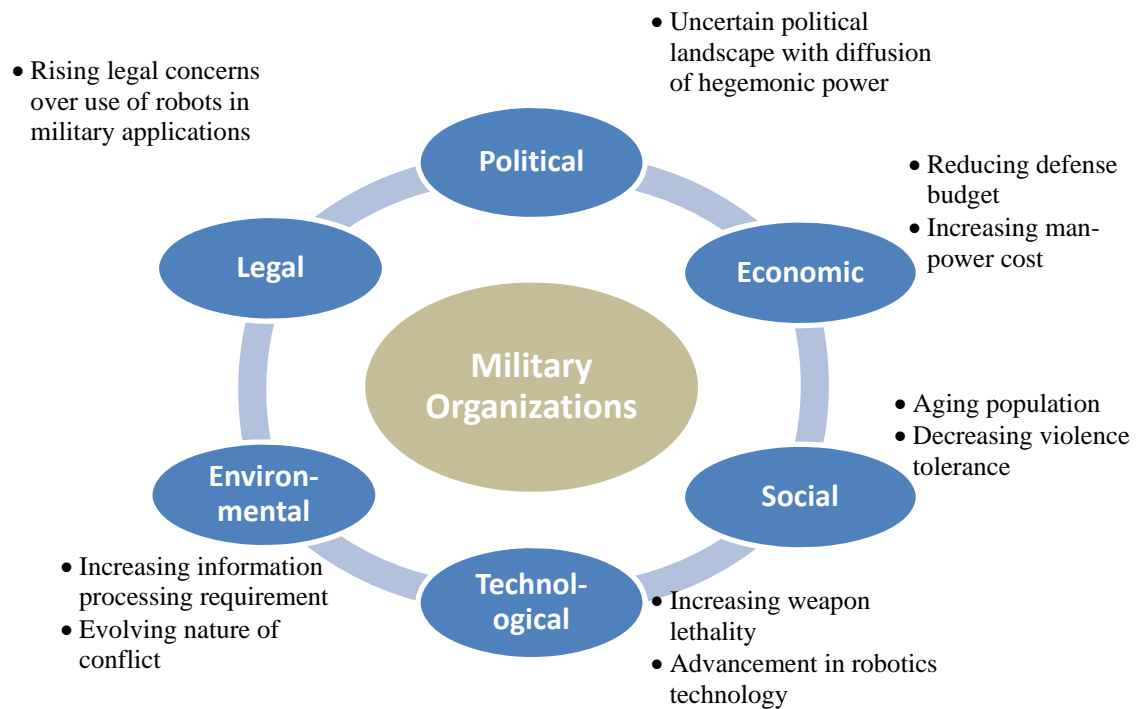 • Uncertain political
landscape with diffusion
of hegemonic power
• Rising legal concerns
over use of robots in
military applications
Political
• Reducing defense
budget
• Increasing man-
power cost
Legal
Economic
Military
Organizations
• Aging population
• Decreasing violence
tolerance
Environ-
mental
Social
• Increasing information
processing requirement
• Evolving nature of
conflict
Technol-
ogical
• Increasing weapon
lethality
• Advancement in robotics
technology